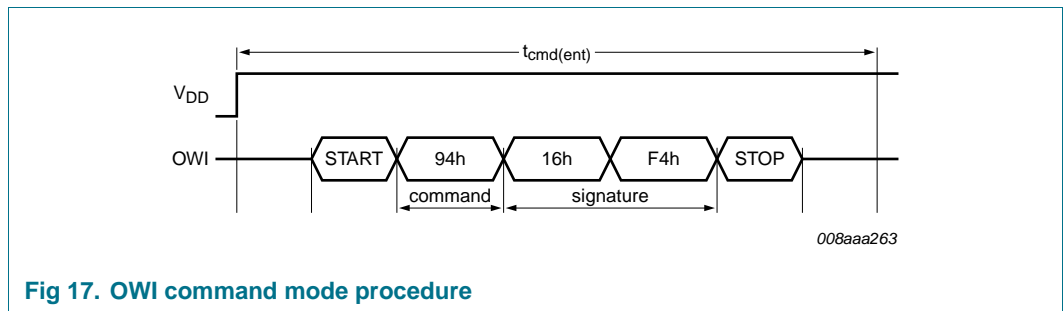 tcmd(ent)
VDD
OWI START 94h 16h F4h STOP
command signature
008aaa263
Fig 17. OWI command mode procedure